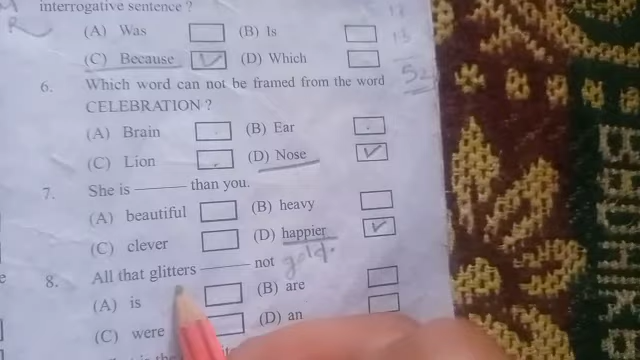 interrogative sentence ?
(A) Was (B) Is
(C) Because (D) Which
6. Which word can not be framed from the word
CELEBRATION ?
(A) Brain (B) Ear
(C) Lion (D) Nose
7. She is ——— than you.
(A) beautiful (B) heavy
(C) clever (D) happier
8. All that glitters ——— not gold.
(A) is (B) are
(C) were (D) an